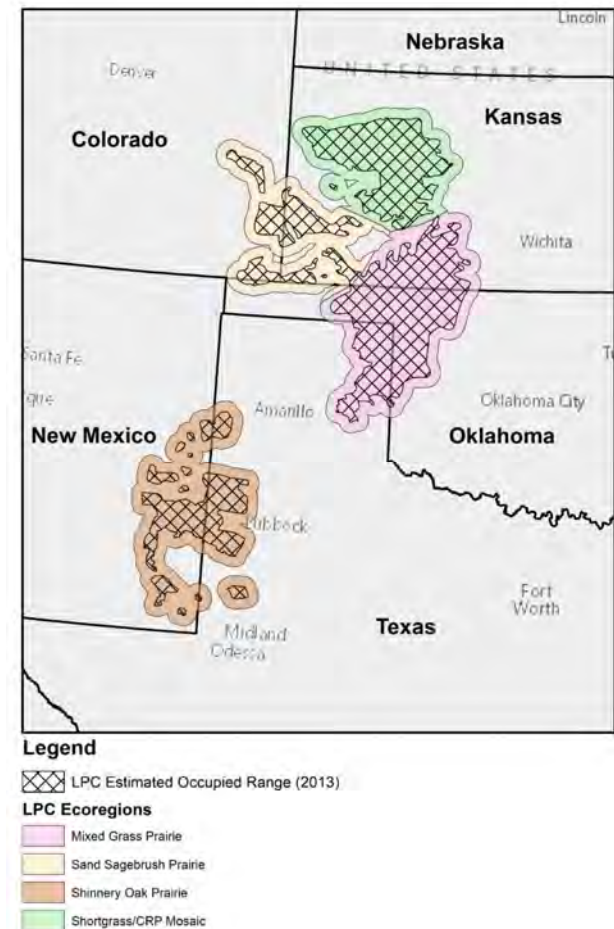 Lincoln
Nebraska
UNITED STATES
Denver
Kansas
Colorado
Wichita
Santa Fe
Tu
que
Amarillo
Oklahoma City
New Mexico
Oklahoma
Lubbock
Fort
Worth
Texas
Midland
Odessa
Legend
LPC Estimated Occupied Range (2013)
LPC Ecoregions
Mixed Grass Prairie
Sand Sagebrush Prairie
Shinnery Oak Prairie
Shortgrass/CRP Mosaic